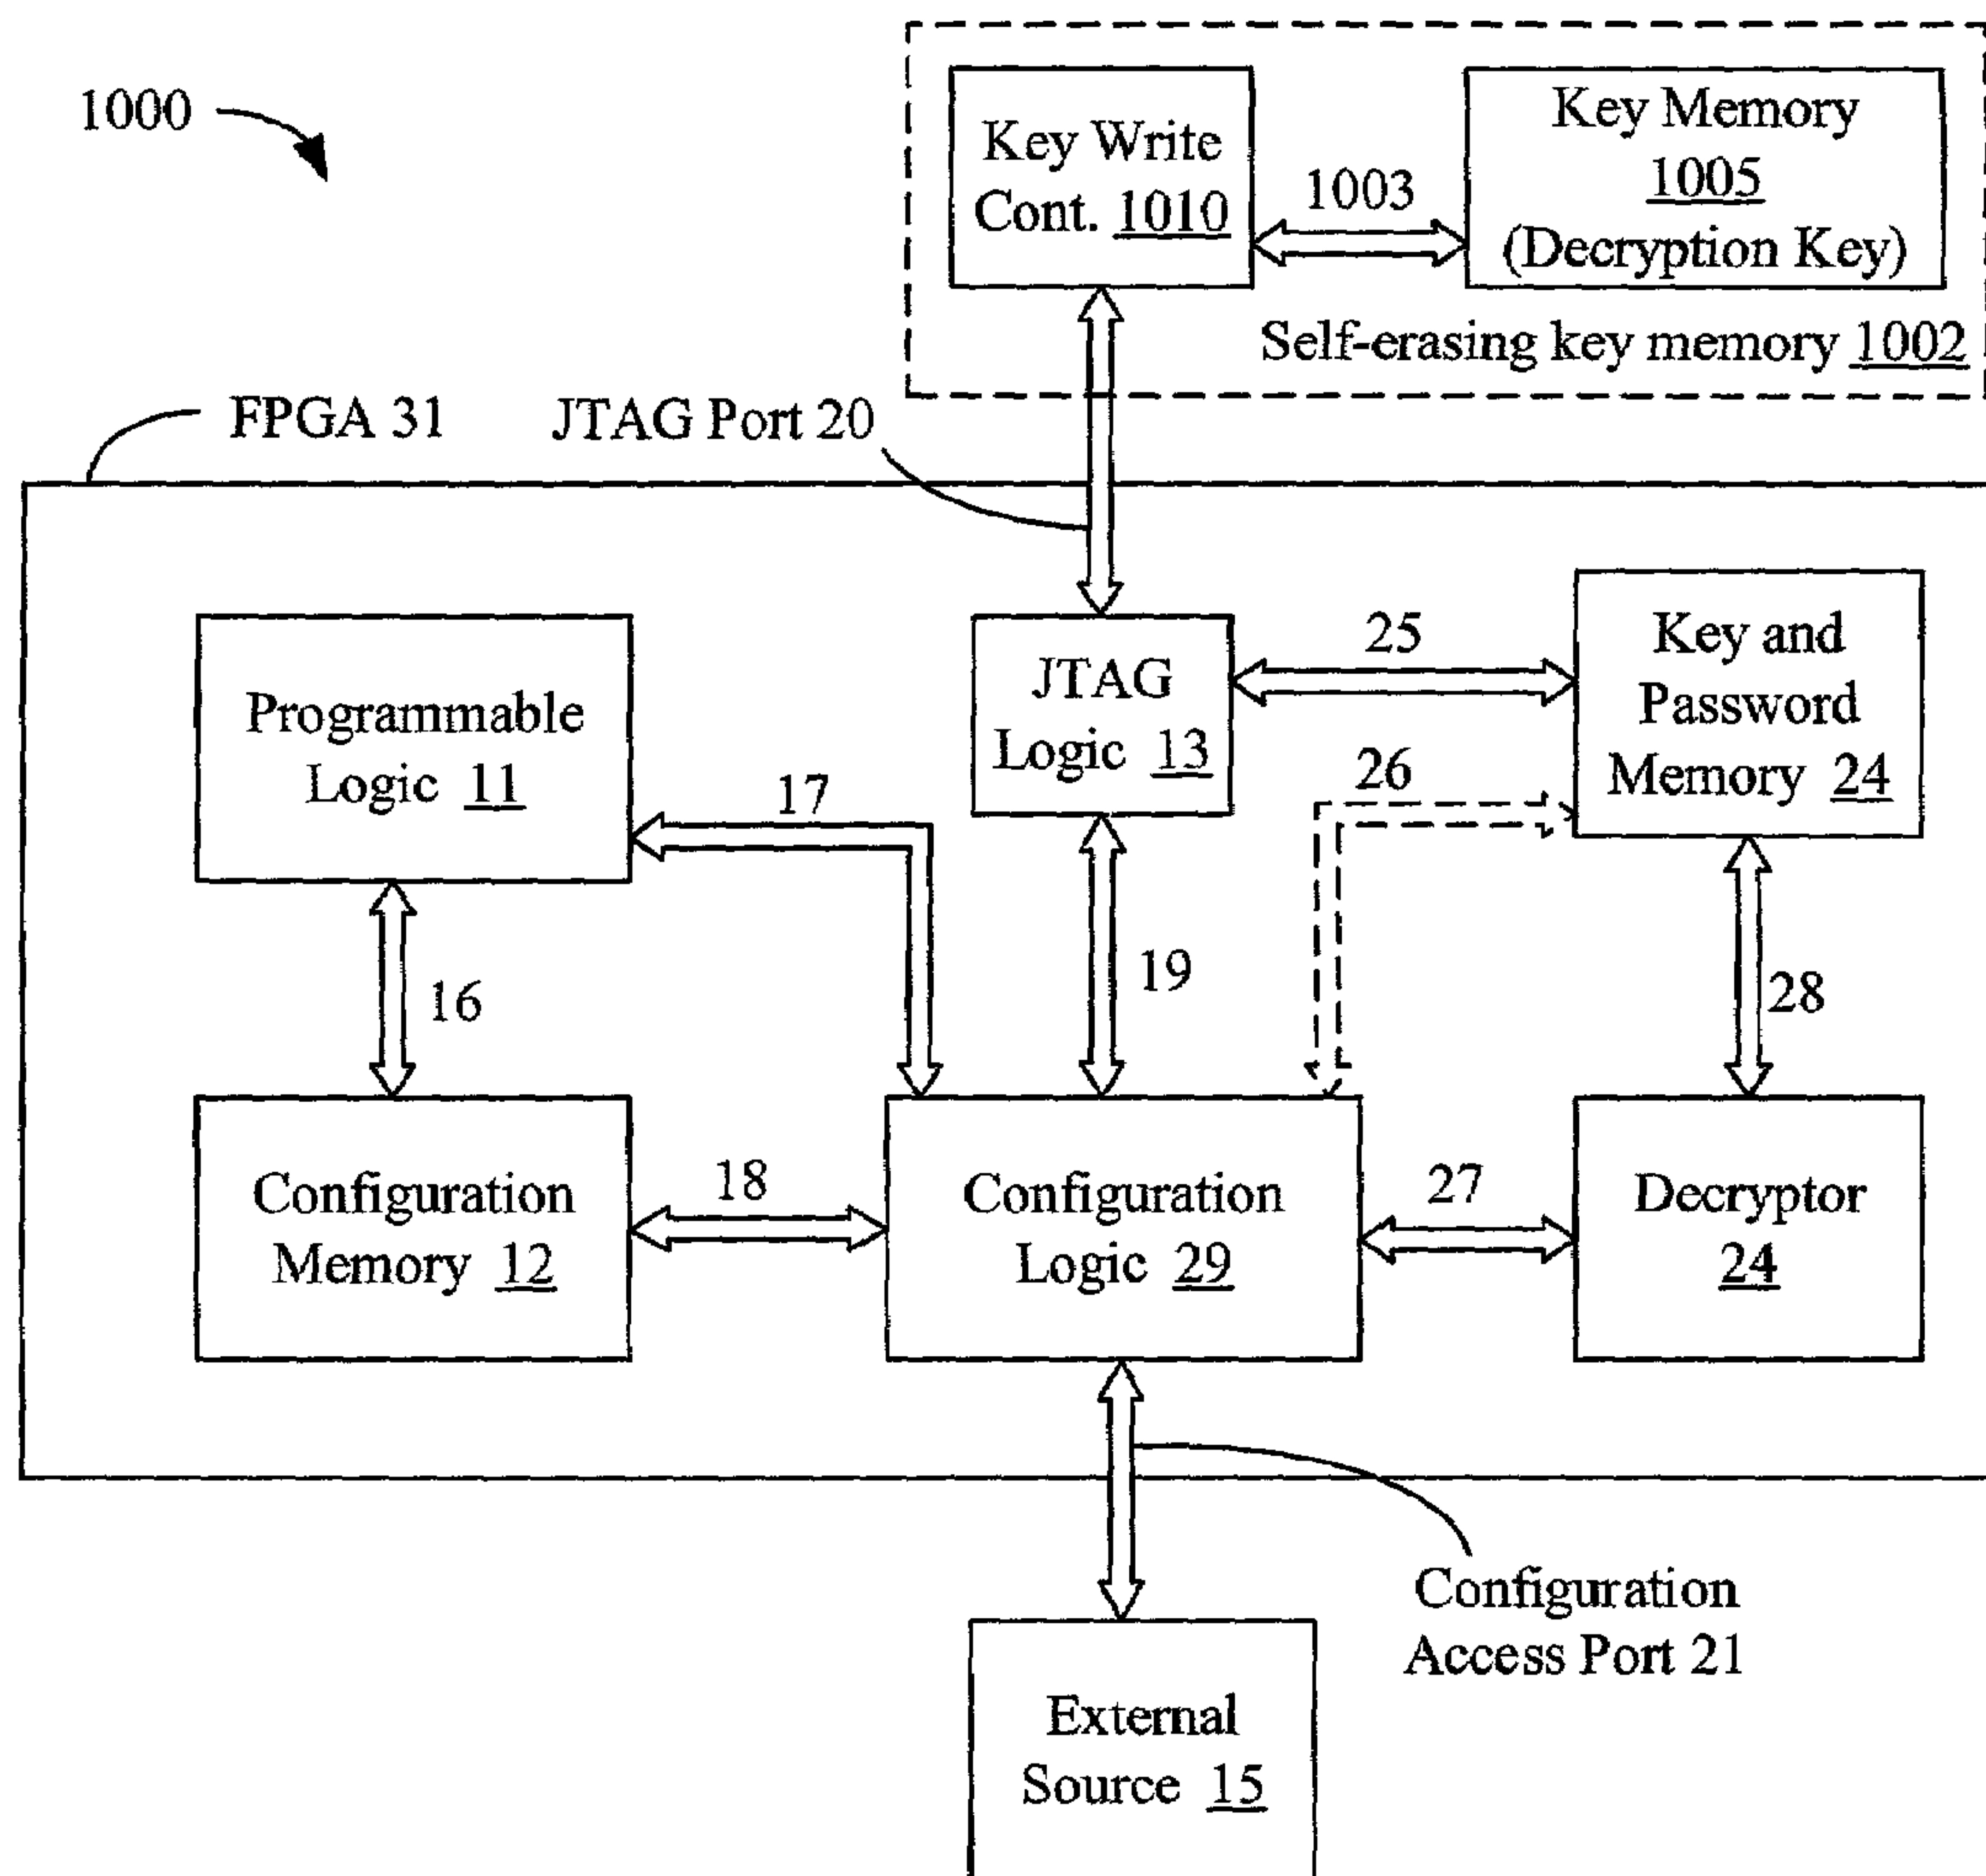 1000
Key Write
Cont. 1010
1003
Key Memory
1005
(Decryption Key)
Self-erasing key memory 1002
FPGA 31
JTAG Port 20
Programmable
Logic 11
JTAG
Logic 13
25
Key and
Password
Memory 24
17
26
16
19
28
Configuration
Memory 12
18
Configuration
Logic 29
27
Decryptor
24
Configuration
Access Port 21
External
Source 15